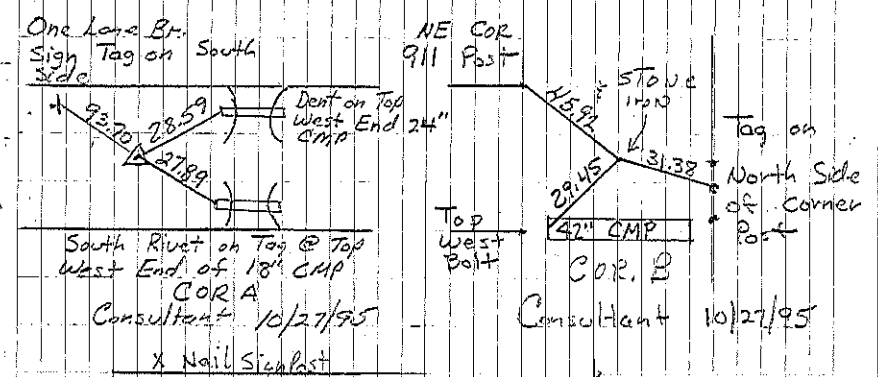 One Lane Br.
Sign Tag on South
Side
93.70
28.59
27.89
Dent on Top
West End 24"
CMP
South Rivet on Tag @ Top
West End of 18" CMP
COR A
Consultant 10/27/95
X Nail Sign Post
NE COR
911 Post
45.92
STONE
IRON
29.45
31.38
Tag on
North Side
of Corner
Post
Top
West
Bolt
42" CMP
COR. B
Consultant 10/27/95